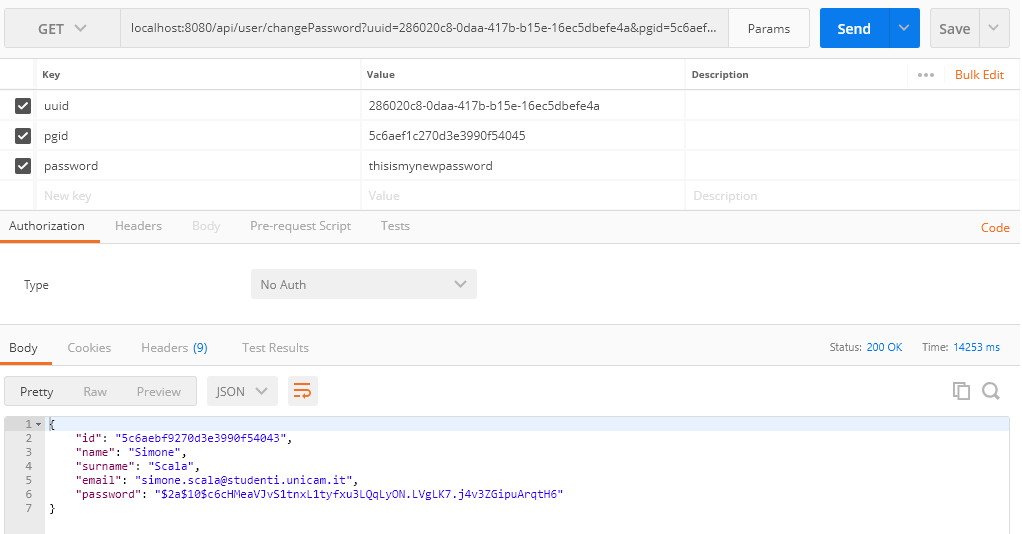 GET localhost:8080/api/user/changePassword?uuid=286020c8-0daa-417b-b15e-16ec5dbefe4a&pgid=5c6aef... Params Send Save
Key Value Description Bulk Edit
uuid 286020c8-0daa-417b-b15e-16ec5dbefe4a
pgid 5c6aef1c270d3e3990f54045
password thisismynewpassword
New key Value Description
Authorization Headers Body Pre-request Script Tests Code
Type No Auth
Body Cookies Headers (9) Test Results Status: 200 OK Time: 14253 ms
Pretty Raw Preview JSON
1 {
2 "id": "5c6aebf9270d3e3990f54043",
3 "name": "Simone",
4 "surname": "Scala",
5 "email": "simone.scala@studenti.unicam.it",
6 "password": "$2a$10$c6cHMeaVJvS1tnxL1tyfxu3LQqLyON.LVgLK7.j4v3ZGipuArqtH6"
7 }